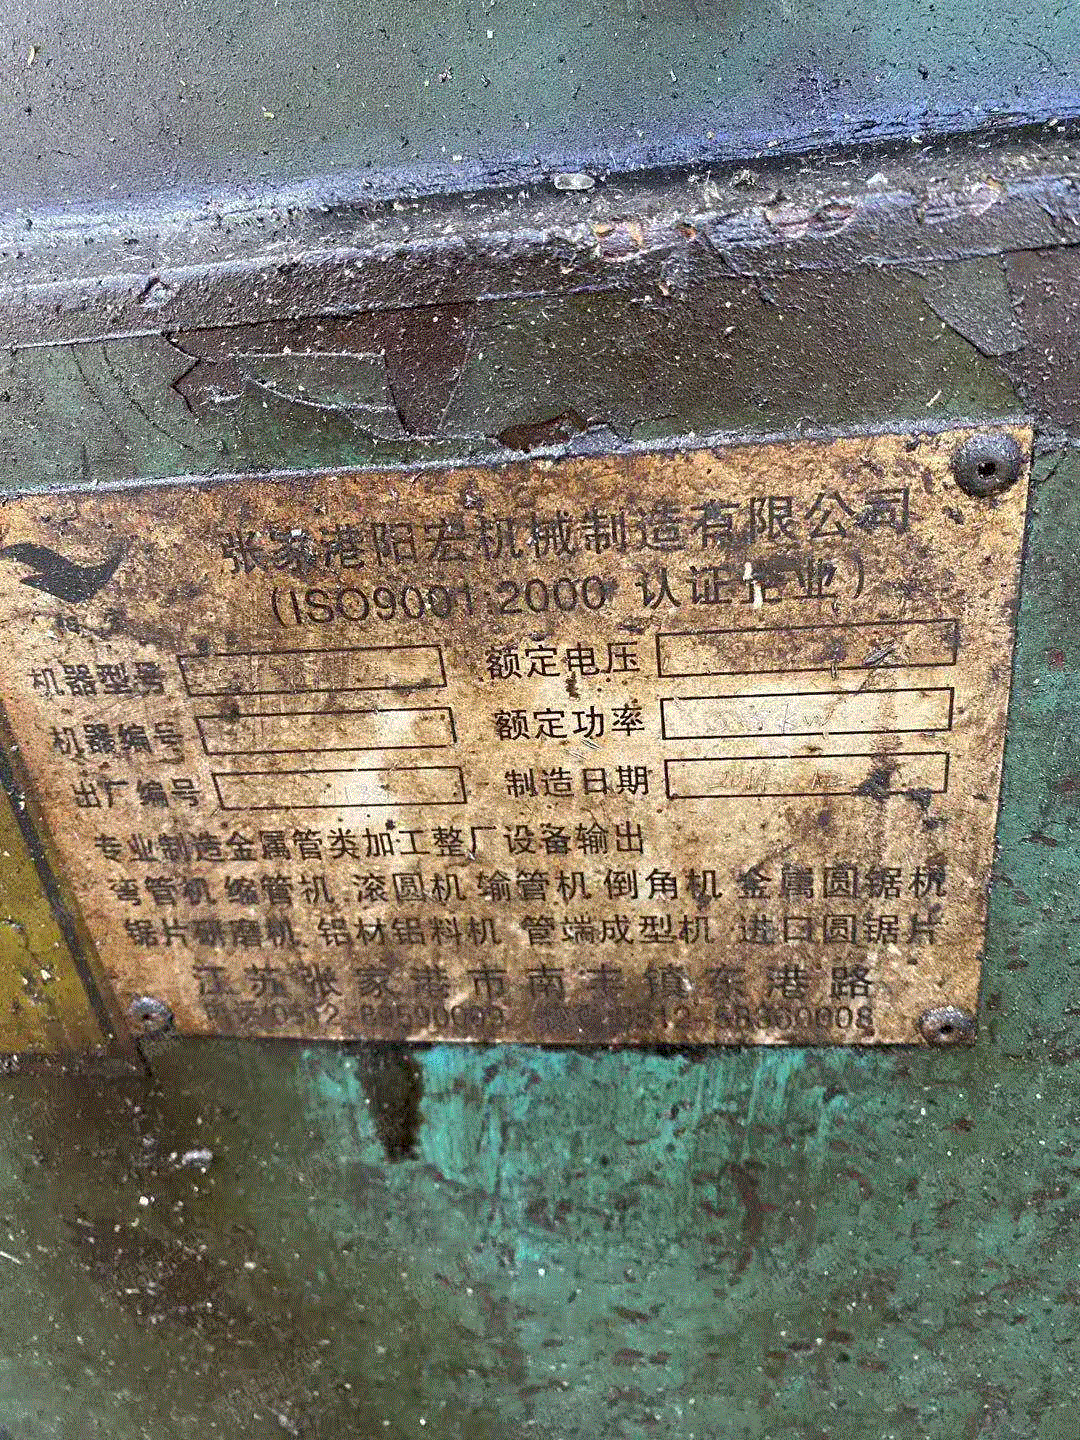 张家港阳宏机械制造有限公司
(ISO9001:2000 认证企业)
机器型号 额定电压
机器编号 额定功率 kw
出厂编号 制造日期
专业制造金属管类加工整厂设备输出
弯管机 缩管机 滚圆机 输管机 倒角机 金属圆锯机
锯片研磨机 铝材铝料机 管端成型机 进口圆锯片
江苏张家港市南丰镇东港路
0512-58360008